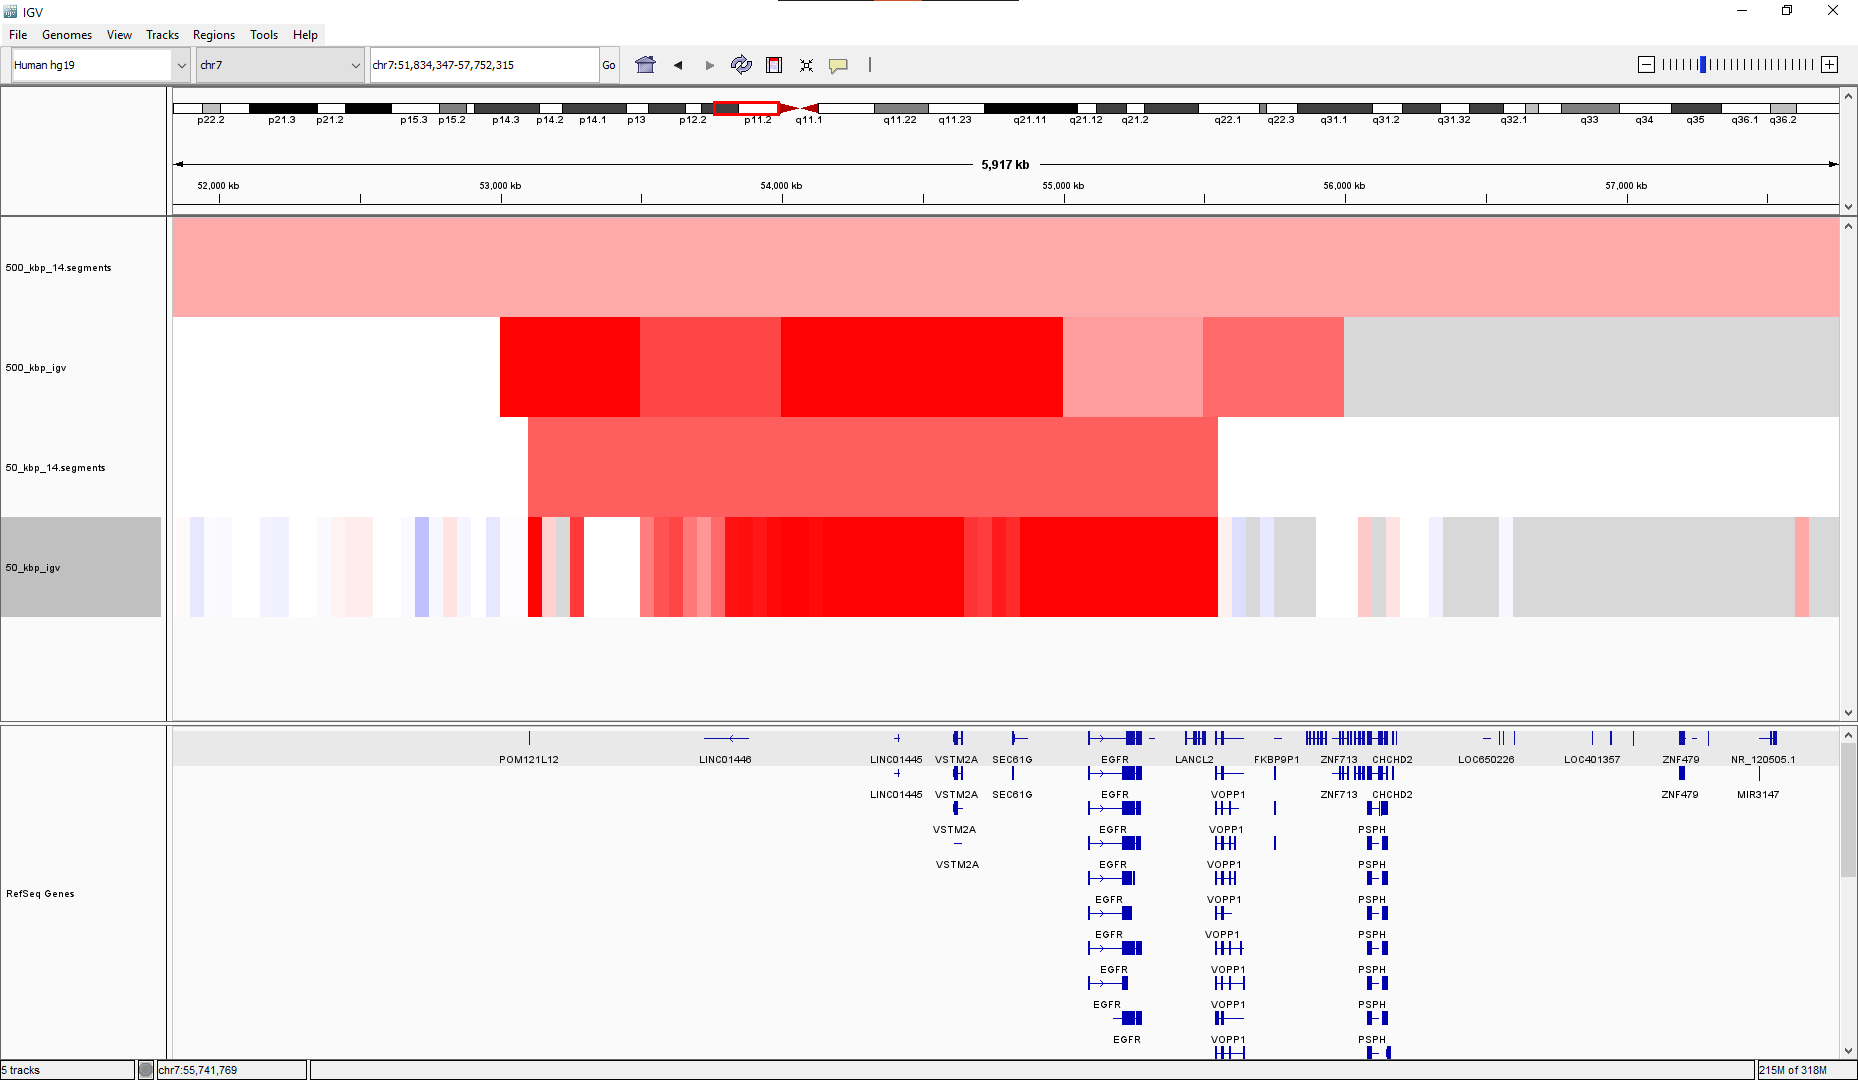 IGV
File Genomes View Tracks Regions Tools Help
Human hg19 chr7 chr7:51,834,347-57,752,315 Go
p22.2 p21.3 p21.2 p15.3 p15.2 p14.3 p14.2 p14.1 p13 p12.2 p11.2 q11.1 q11.22 q11.23 q21.11 q21.12 q21.2 q22.1 q22.3 q31.1 q31.2 q31.32 q32.1 q33 q34 q35 q36.1 q36.2
5,917 kb
52,000 kb 53,000 kb 54,000 kb 55,000 kb 56,000 kb 57,000 kb
500_kbp_14.segments
500_kbp_igv
50_kbp_14.segments
50_kbp_igv
POM121L12 LINC01446 LINC01445 VSTM2A SEC61G EGFR LANCL2 FKBP9P1 ZNF713 CHCHD2 LOC650226 LOC401357 ZNF479 NR_120505.1
LINC01445 VSTM2A SEC61G EGFR VOPP1 ZNF713 CHCHD2 ZNF479 MIR3147
VSTM2A EGFR VOPP1 PSPH
VSTM2A EGFR VOPP1 PSPH
RefSeq Genes
EGFR VOPP1 PSPH
EGFR VOPP1 PSPH
EGFR VOPP1 PSPH
EGFR VOPP1 PSPH
EGFR VOPP1 PSPH
5 tracks chr7:55,741,769 215M of 318M